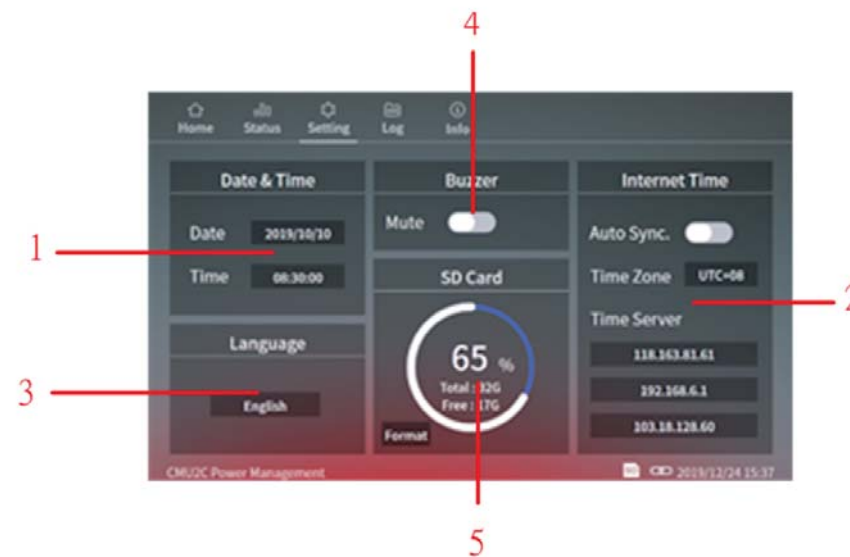 4
Home Status Setting Log Info
Date & Time
Date 2019/10/10
Time 08:30:00
1
Language
English
3
Buzzer
Mute
SD Card
65 %
Total : 32G
Free : 17G
Format
5
Internet Time
Auto Sync.
Time Zone UTC+08
Time Server
118.163.81.61
192.168.6.1
103.18.128.60
2
CMU2C Power Management
SD 2019/12/24 15:37